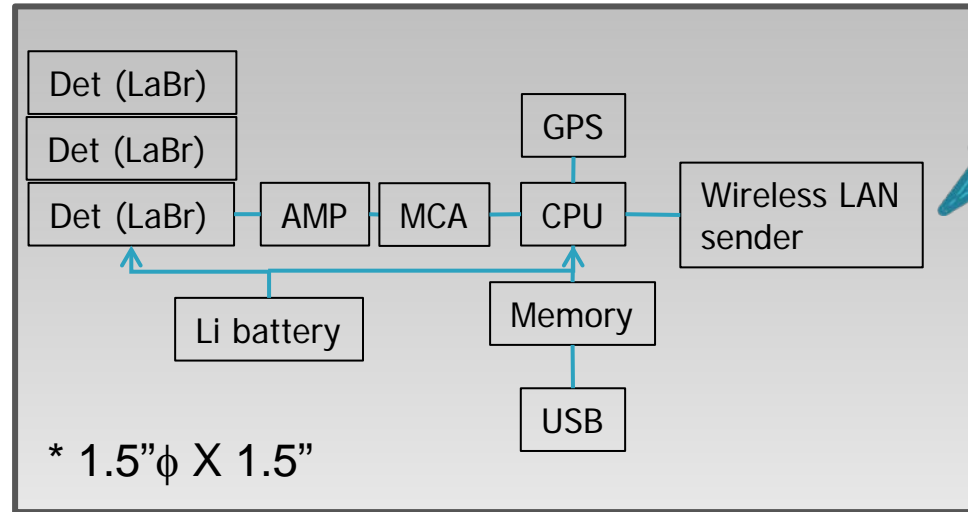 Det (LaBr)
Det (LaBr)
Det (LaBr)
AMP
MCA
GPS
CPU
Wireless LAN
sender
Li battery
Memory
USB
* 1.5”ϕ X 1.5”